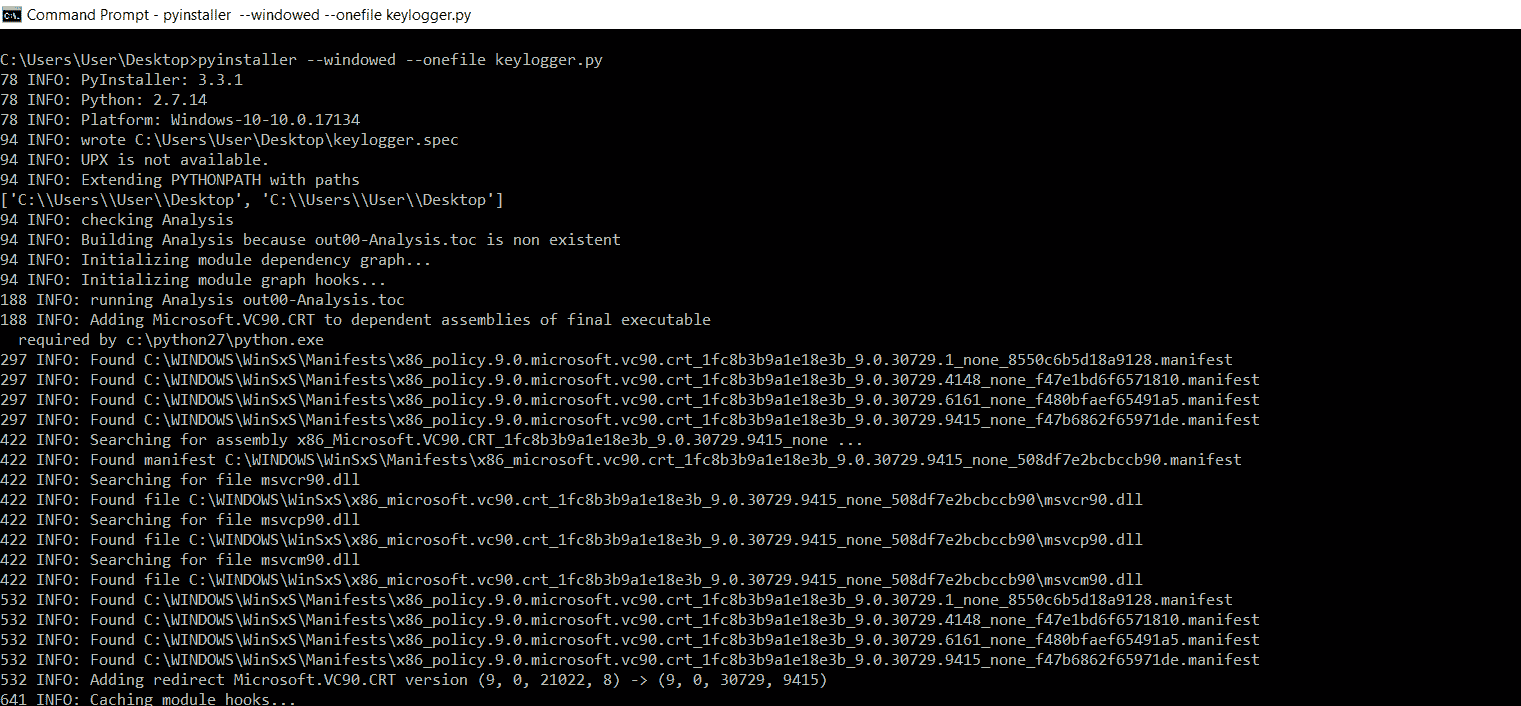 Command Prompt - pyinstaller --windowed --onefile keylogger.py
C:\Users\User\Desktop>pyinstaller --windowed --onefile keylogger.py
78 INFO: PyInstaller: 3.3.1
78 INFO: Python: 2.7.14
78 INFO: Platform: Windows-10-10.0.17134
94 INFO: wrote C:\Users\User\Desktop\keylogger.spec
94 INFO: UPX is not available.
94 INFO: Extending PYTHONPATH with paths
['C:\\Users\\User\\Desktop', 'C:\\Users\\User\\Desktop']
94 INFO: checking Analysis
94 INFO: Building Analysis because out00-Analysis.toc is non existent
94 INFO: Initializing module dependency graph...
94 INFO: Initializing module graph hooks...
188 INFO: running Analysis out00-Analysis.toc
188 INFO: Adding Microsoft.VC90.CRT to dependent assemblies of final executable
  required by c:\python27\python.exe
297 INFO: Found C:\WINDOWS\WinSxS\Manifests\x86_policy.9.0.microsoft.vc90.crt_1fc8b3b9a1e18e3b_9.0.30729.1_none_8550c6b5d18a9128.manifest
297 INFO: Found C:\WINDOWS\WinSxS\Manifests\x86_policy.9.0.microsoft.vc90.crt_1fc8b3b9a1e18e3b_9.0.30729.4148_none_f47e1bd6f6571810.manifest
297 INFO: Found C:\WINDOWS\WinSxS\Manifests\x86_policy.9.0.microsoft.vc90.crt_1fc8b3b9a1e18e3b_9.0.30729.6161_none_f480bfaef65491a5.manifest
297 INFO: Found C:\WINDOWS\WinSxS\Manifests\x86_policy.9.0.microsoft.vc90.crt_1fc8b3b9a1e18e3b_9.0.30729.9415_none_f47b6862f65971de.manifest
422 INFO: Searching for assembly x86_Microsoft.VC90.CRT_1fc8b3b9a1e18e3b_9.0.30729.9415_none ...
422 INFO: Found manifest C:\WINDOWS\WinSxS\Manifests\x86_microsoft.vc90.crt_1fc8b3b9a1e18e3b_9.0.30729.9415_none_508df7e2bcbccb90.manifest
422 INFO: Searching for file msvcr90.dll
422 INFO: Found file C:\WINDOWS\WinSxS\x86_microsoft.vc90.crt_1fc8b3b9a1e18e3b_9.0.30729.9415_none_508df7e2bcbccb90\msvcr90.dll
422 INFO: Searching for file msvcp90.dll
422 INFO: Found file C:\WINDOWS\WinSxS\x86_microsoft.vc90.crt_1fc8b3b9a1e18e3b_9.0.30729.9415_none_508df7e2bcbccb90\msvcp90.dll
422 INFO: Searching for file msvcm90.dll
422 INFO: Found file C:\WINDOWS\WinSxS\x86_microsoft.vc90.crt_1fc8b3b9a1e18e3b_9.0.30729.9415_none_508df7e2bcbccb90\msvcm90.dll
532 INFO: Found C:\WINDOWS\WinSxS\Manifests\x86_policy.9.0.microsoft.vc90.crt_1fc8b3b9a1e18e3b_9.0.30729.1_none_8550c6b5d18a9128.manifest
532 INFO: Found C:\WINDOWS\WinSxS\Manifests\x86_policy.9.0.microsoft.vc90.crt_1fc8b3b9a1e18e3b_9.0.30729.4148_none_f47e1bd6f6571810.manifest
532 INFO: Found C:\WINDOWS\WinSxS\Manifests\x86_policy.9.0.microsoft.vc90.crt_1fc8b3b9a1e18e3b_9.0.30729.6161_none_f480bfaef65491a5.manifest
532 INFO: Found C:\WINDOWS\WinSxS\Manifests\x86_policy.9.0.microsoft.vc90.crt_1fc8b3b9a1e18e3b_9.0.30729.9415_none_f47b6862f65971de.manifest
532 INFO: Adding redirect Microsoft.VC90.CRT version (9, 0, 21022, 8) -> (9, 0, 30729, 9415)
641 INFO: Caching module hooks...